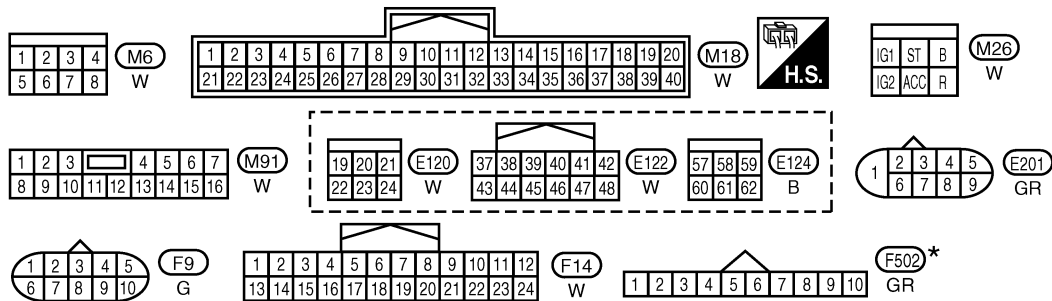 1 2 3 4
5 6 7 8
M6
W
1 2 3 4 5 6 7 8 9 10 11 12 13 14 15 16 17 18 19 20
21 22 23 24 25 26 27 28 29 30 31 32 33 34 35 36 37 38 39 40
M18
W
H.S.
IG1 ST B
IG2 ACC R
M26
W
1 2 3 4 5 6 7
8 9 10 11 12 13 14 15 16
M91
W
19 20 21
22 23 24
E120
W
37 38 39 40 41 42
43 44 45 46 47 48
E122
W
57 58 59
60 61 62
E124
B
1 2 3 4 5
6 7 8 9
E201
GR
1 2 3 4 5
6 7 8 9 10
F9
G
1 2 3 4 5 6 7 8 9 10 11 12
13 14 15 16 17 18 19 20 21 22 23 24
F14
W
1 2 3 4 5 6 7 8 9 10
F502 *
GR